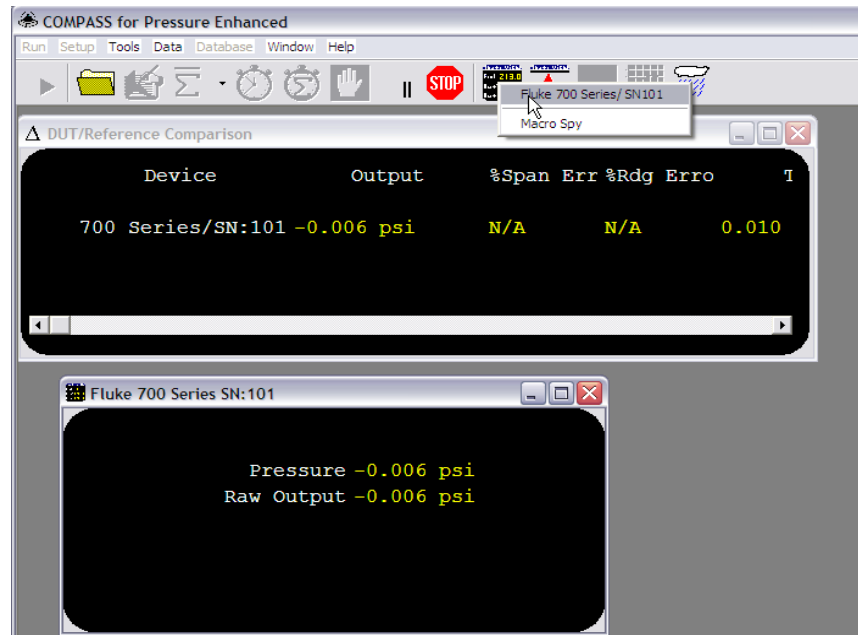 COMPASS for Pressure Enhanced
Run Setup Tools Data Database Window Help
STOP
Fluke 700 Series/ SN101
Macro Spy
Δ DUT/Reference Comparison
Device Output %Span Err %Rdg Erro T
700 Series/SN:101 -0.006 psi N/A N/A 0.010
Fluke 700 Series SN:101
Pressure -0.006 psi
Raw Output -0.006 psi